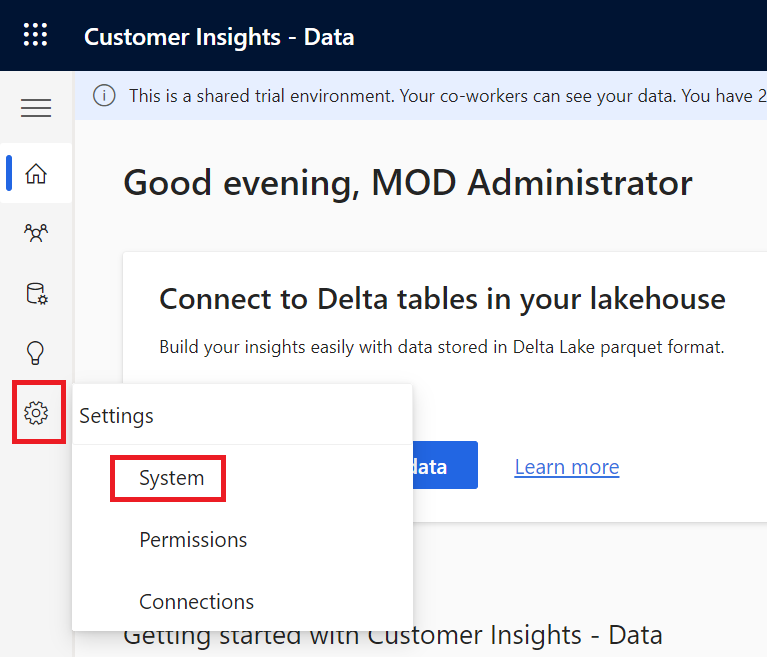 Customer Insights - Data
This is a shared trial environment. Your co-workers can see your data. You have 2
Good evening, MOD Administrator
Connect to Delta tables in your lakehouse
Build your insights easily with data stored in Delta Lake parquet format.
Settings
data
Learn more
System
Permissions
Connections
Getting started with Customer Insights - Data